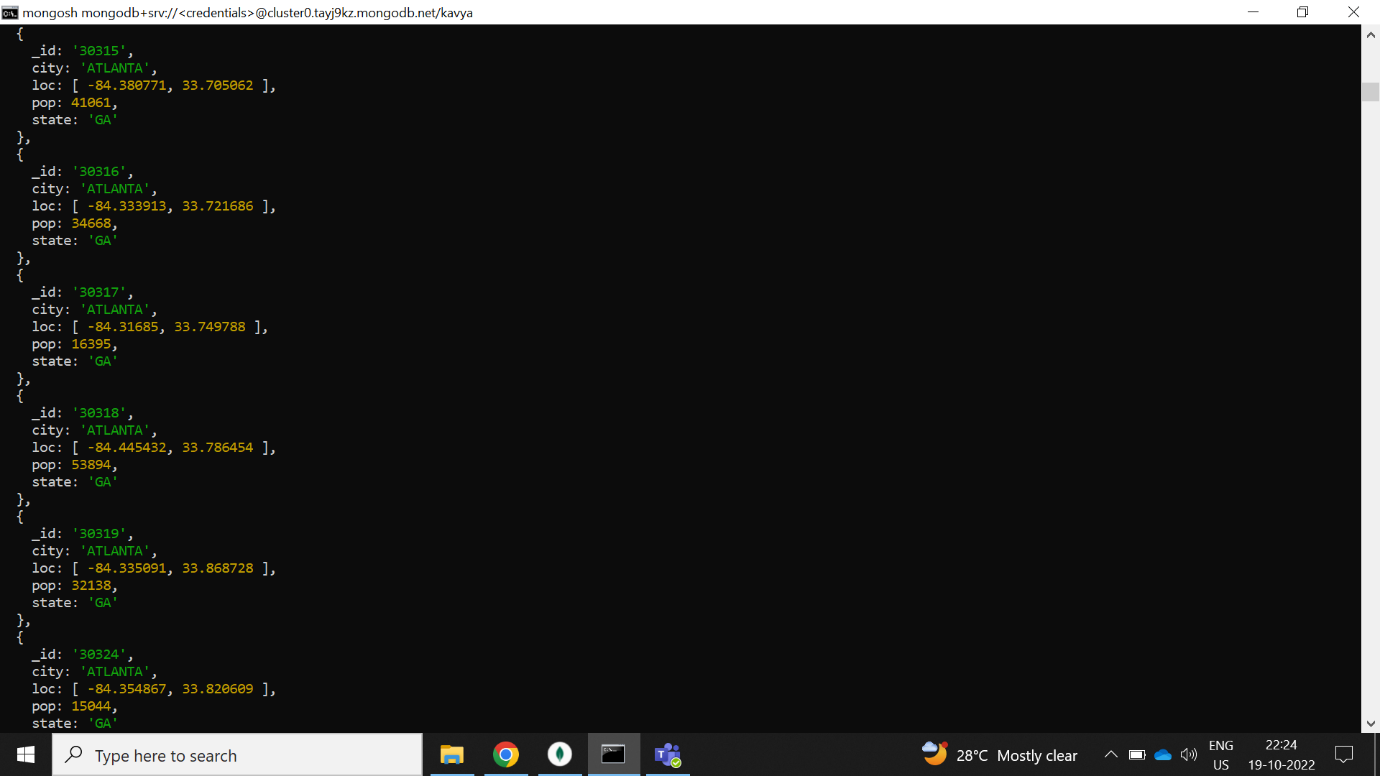 mongosh mongodb+srv://<credentials>@cluster0.tayj9kz.mongodb.net/kavya
{
_id: '30315',
city: 'ATLANTA',
loc: [ -84.380771, 33.705062 ],
pop: 41061,
state: 'GA'
},
{
_id: '30316',
city: 'ATLANTA',
loc: [ -84.333913, 33.721686 ],
pop: 34668,
state: 'GA'
},
{
_id: '30317',
city: 'ATLANTA',
loc: [ -84.31685, 33.749788 ],
pop: 16395,
state: 'GA'
},
{
_id: '30318',
city: 'ATLANTA',
loc: [ -84.445432, 33.786454 ],
pop: 53894,
state: 'GA'
},
{
_id: '30319',
city: 'ATLANTA',
loc: [ -84.335091, 33.868728 ],
pop: 32138,
state: 'GA'
},
{
_id: '30324',
city: 'ATLANTA',
loc: [ -84.354867, 33.820609 ],
pop: 15044,
state: 'GA'
Type here to search
28°C Mostly clear
ENG
US
22:24
19-10-2022